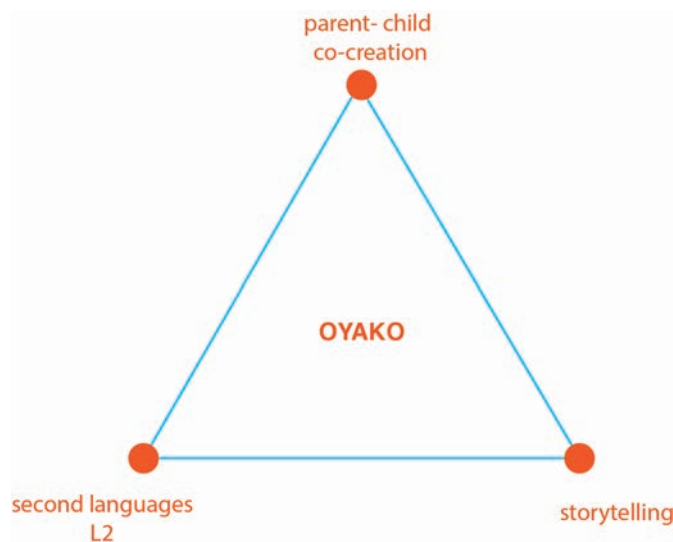 parent- child
co-creation
OYAKO
second languages
L2
storytelling